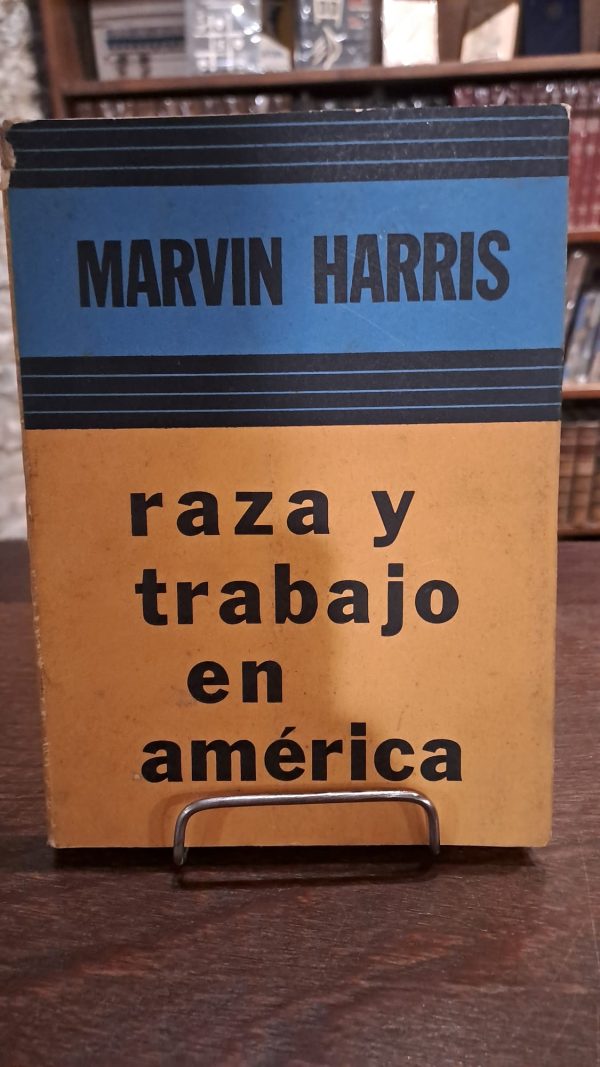 MARVIN HARRIS
raza y
trabajo
en
américa